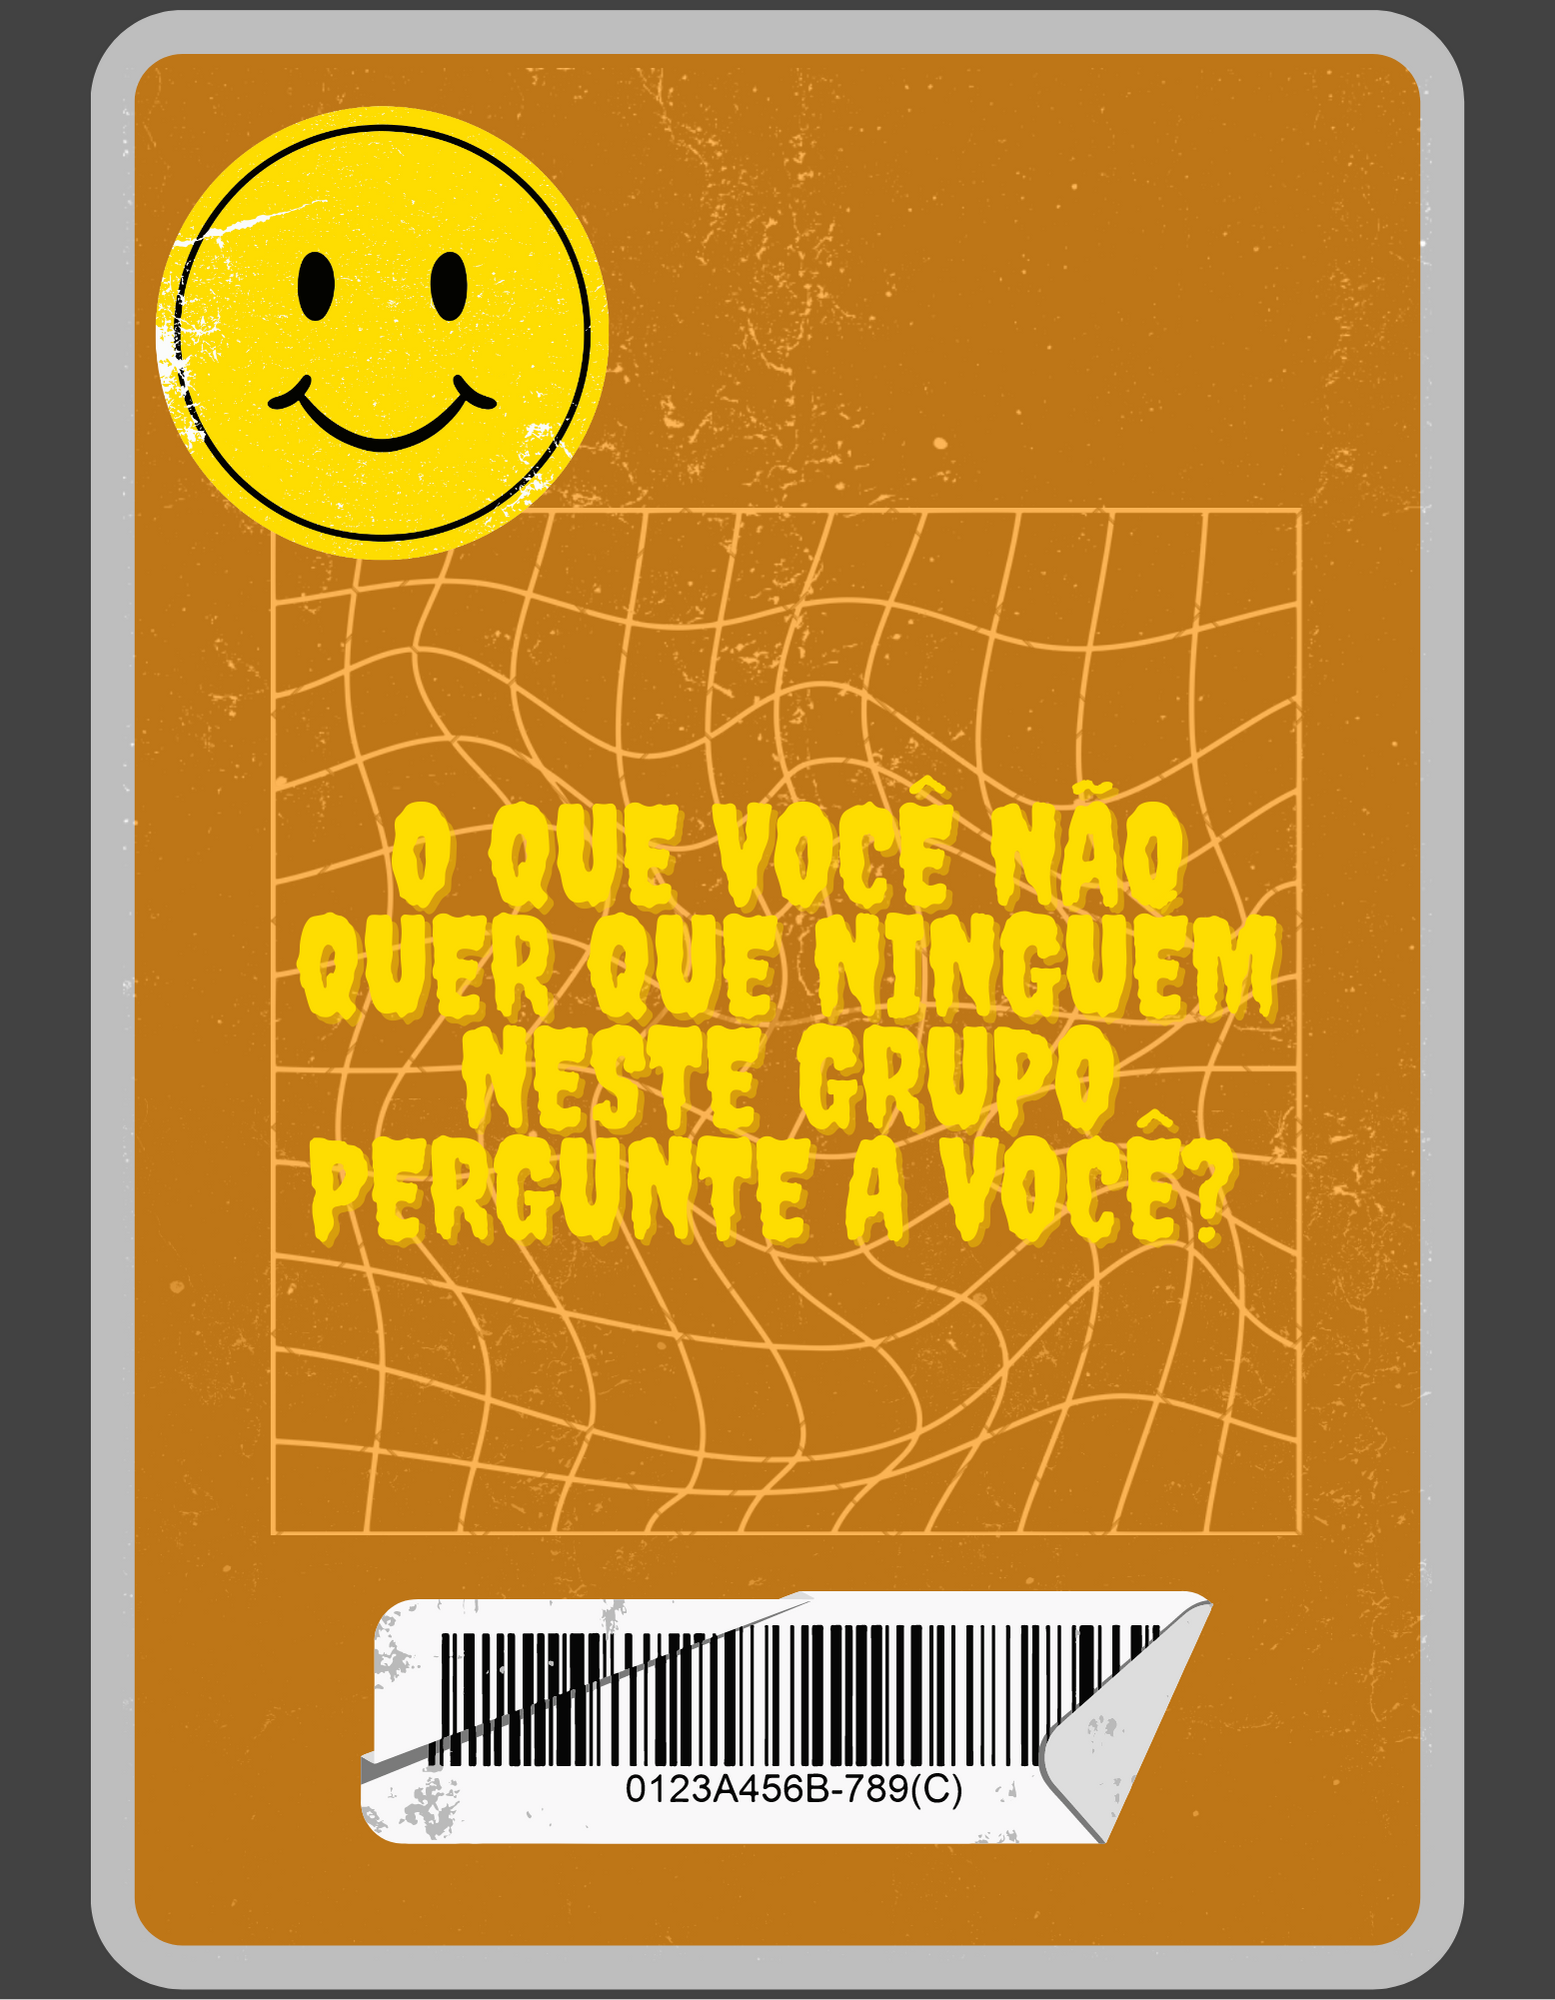 O QUE VOCÊ NÃO
QUER QUE NINGUEM
NESTE GRUPO
PERGUNTE A VOCÊ?
0123A456B-789(C)